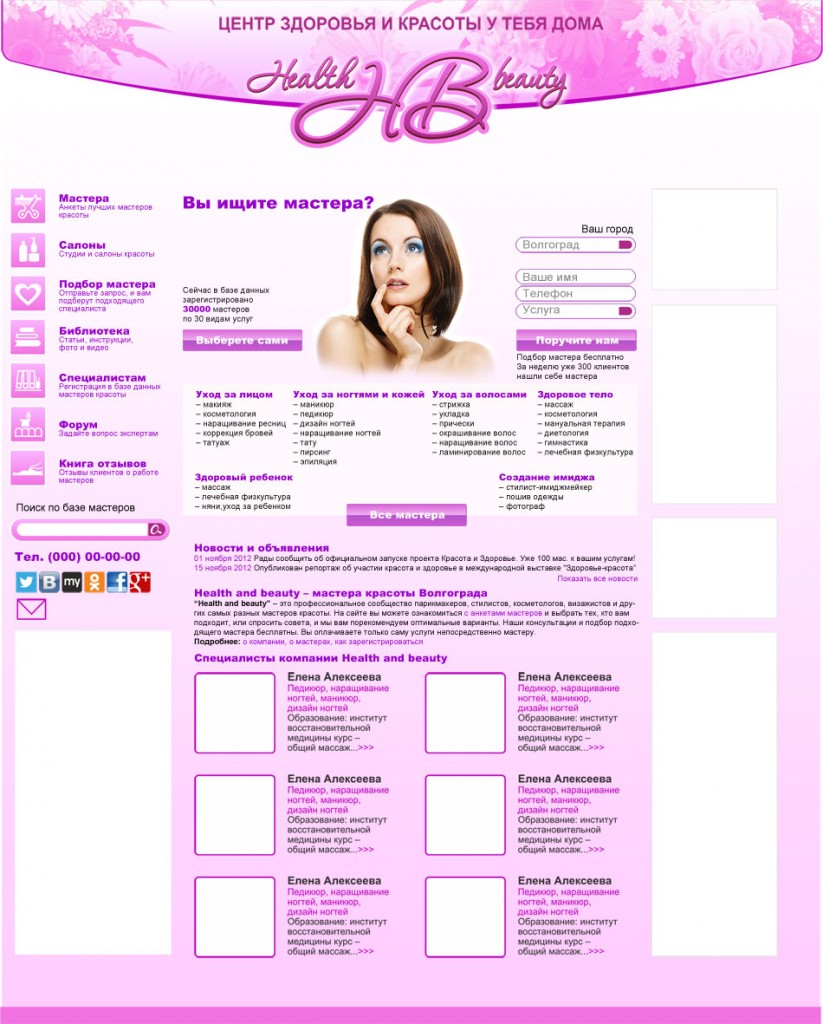 ЦЕНТР ЗДОРОВЬЯ И КРАСОТЫ У ТЕБЯ ДОМА
Health HB beauty
Мастера
Анкеты лучших мастеров
красоты
Салоны
Студии и салоны красоты
Подбор мастера
Отправьте запрос, и вам
подберут подходящего
специалиста
Библиотека
Статьи, инструкции,
фото и видео
Специалистам
Регистрация в базе данных
мастеров красоты
Форум
Задайте вопрос экспертам
Книга отзывов
Отзывы клиентов о работе
мастеров
Поиск по базе мастеров
Тел. (000) 00-00-00
my
Вы ищите мастера?
Сейчас в базе данных
зарегистрировано
30000 мастеров
по 30 видам услуг
Выберете сами
Ваш город
Волгоград
Ваше имя
Телефон
Услуга
Поручите нам
Подбор мастера бесплатно
За неделю уже 300 клиентов
нашли себе мастера
Уход за лицом
– макияж
– косметология
– наращивание ресниц
– коррекция бровей
– татуаж
Уход за ногтями и кожей
– маникюр
– педикюр
– дизайн ногтей
– наращивание ногтей
– тату
– пирсинг
– эпиляция
Уход за волосами
– стрижка
– укладка
– прически
– окрашивание волос
– наращивание волос
– ламинирование волос
Здоровое тело
– массаж
– косметология
– мануальная терапия
– диетология
– гимнастика
– лечебная физкультура
Здоровый ребенок
– массаж
– лечебная физкультура
– няни,уход за ребенком
Создание имиджа
– стилист-имиджмейкер
– пошив одежды
– фотограф
Все мастера
Новости и объявления
01 ноября 2012 Рады сообщить об официальном запуске проекта Красота и Здоровье. Уже 100 мас. к вашим услугам!
15 ноября 2012 Опубликован репортаж об участии красота и здоровье в международной выставке "Здоровье-красота"
Показать все новости
Health and beauty – мастера красоты Волгограда
“Health and beauty” – это профессиональное сообщество парикмахеров, стилистов, косметологов, визажистов и дру-
гих самых разных мастеров красоты. На сайте вы можете ознакомиться с анкетами мастеров и выбрать тех, кто вам
подходит, или спросить совета, и мы вам порекомендуем оптимальные варианты. Наши консультации и подбор подхо-
дящего мастера бесплатны. Вы оплачиваете только саму услуги непосредственно мастеру.
Подробнее: о компании, о мастерах, как зарегистрироваться
Специалисты компании Health and beauty
Елена Алексеева
Педикюр, наращивание
ногтей, маникюр,
дизайн ногтей
Образование: институт
восстановительной
медицины курс –
общий массаж...>>>
Елена Алексеева
Педикюр, наращивание
ногтей, маникюр,
дизайн ногтей
Образование: институт
восстановительной
медицины курс –
общий массаж...>>>
Елена Алексеева
Педикюр, наращивание
ногтей, маникюр,
дизайн ногтей
Образование: институт
восстановительной
медицины курс –
общий массаж...>>>
Елена Алексеева
Педикюр, наращивание
ногтей, маникюр,
дизайн ногтей
Образование: институт
восстановительной
медицины курс –
общий массаж...>>>
Елена Алексеева
Педикюр, наращивание
ногтей, маникюр,
дизайн ногтей
Образование: институт
восстановительной
медицины курс –
общий массаж...>>>
Елена Алексеева
Педикюр, наращивание
ногтей, маникюр,
дизайн ногтей
Образование: институт
восстановительной
медицины курс –
общий массаж...>>>